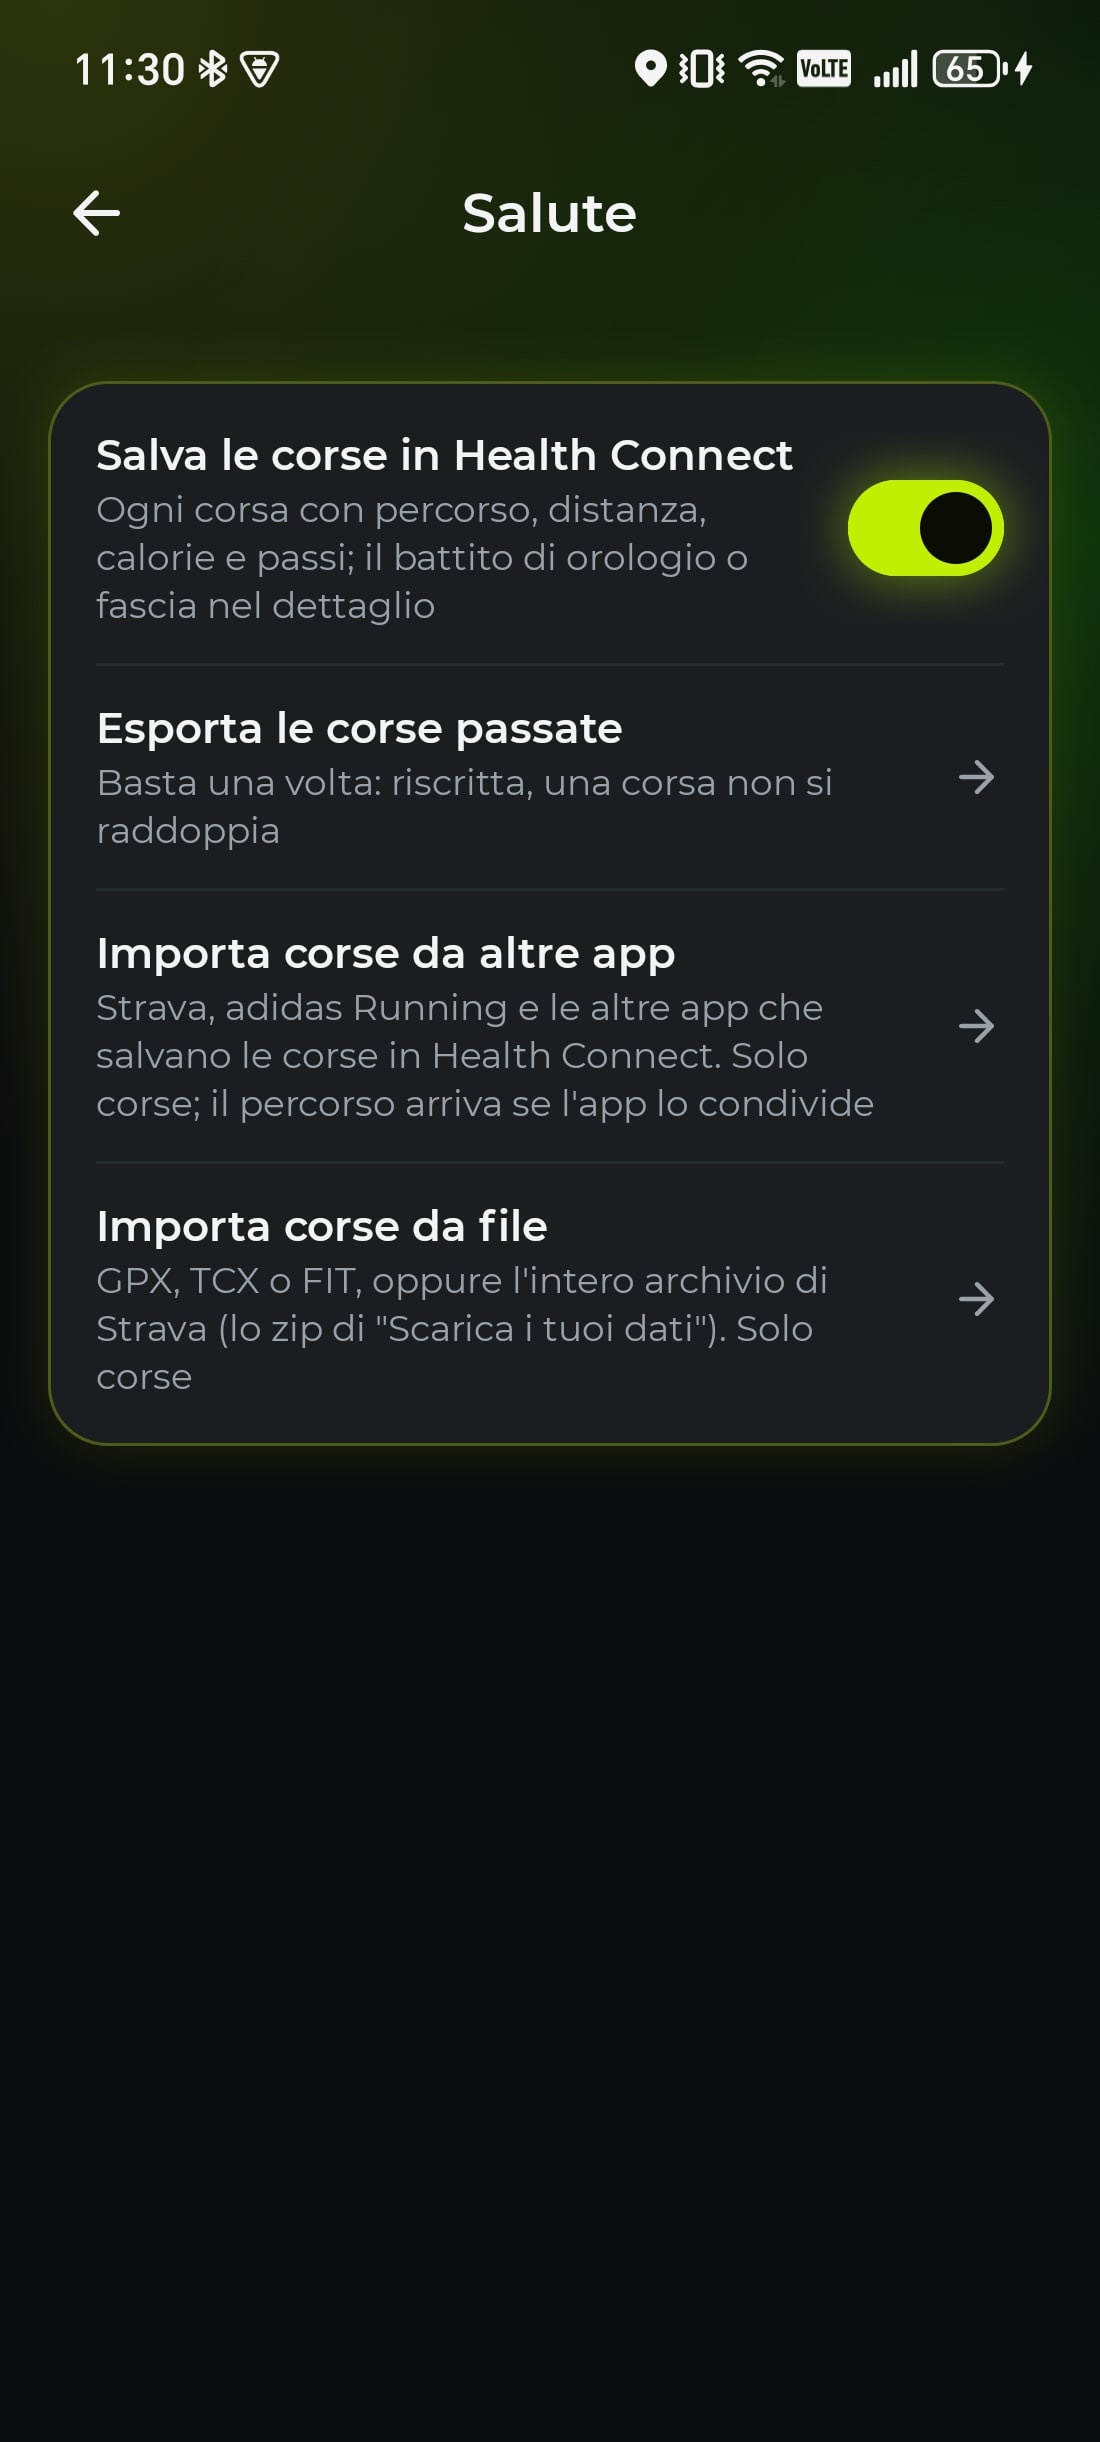 11:30
VoLTE
65
Salute
Salva le corse in Health Connect
Ogni corsa con percorso, distanza,
calorie e passi; il battito di orologio o
fascia nel dettaglio
Esporta le corse passate
Basta una volta: riscritta, una corsa non si
raddoppia
Importa corse da altre app
Strava, adidas Running e le altre app che
salvano le corse in Health Connect. Solo
corse; il percorso arriva se l'app lo condivide
Importa corse da file
GPX, TCX o FIT, oppure l'intero archivio di
Strava (lo zip di "Scarica i tuoi dati"). Solo
corse